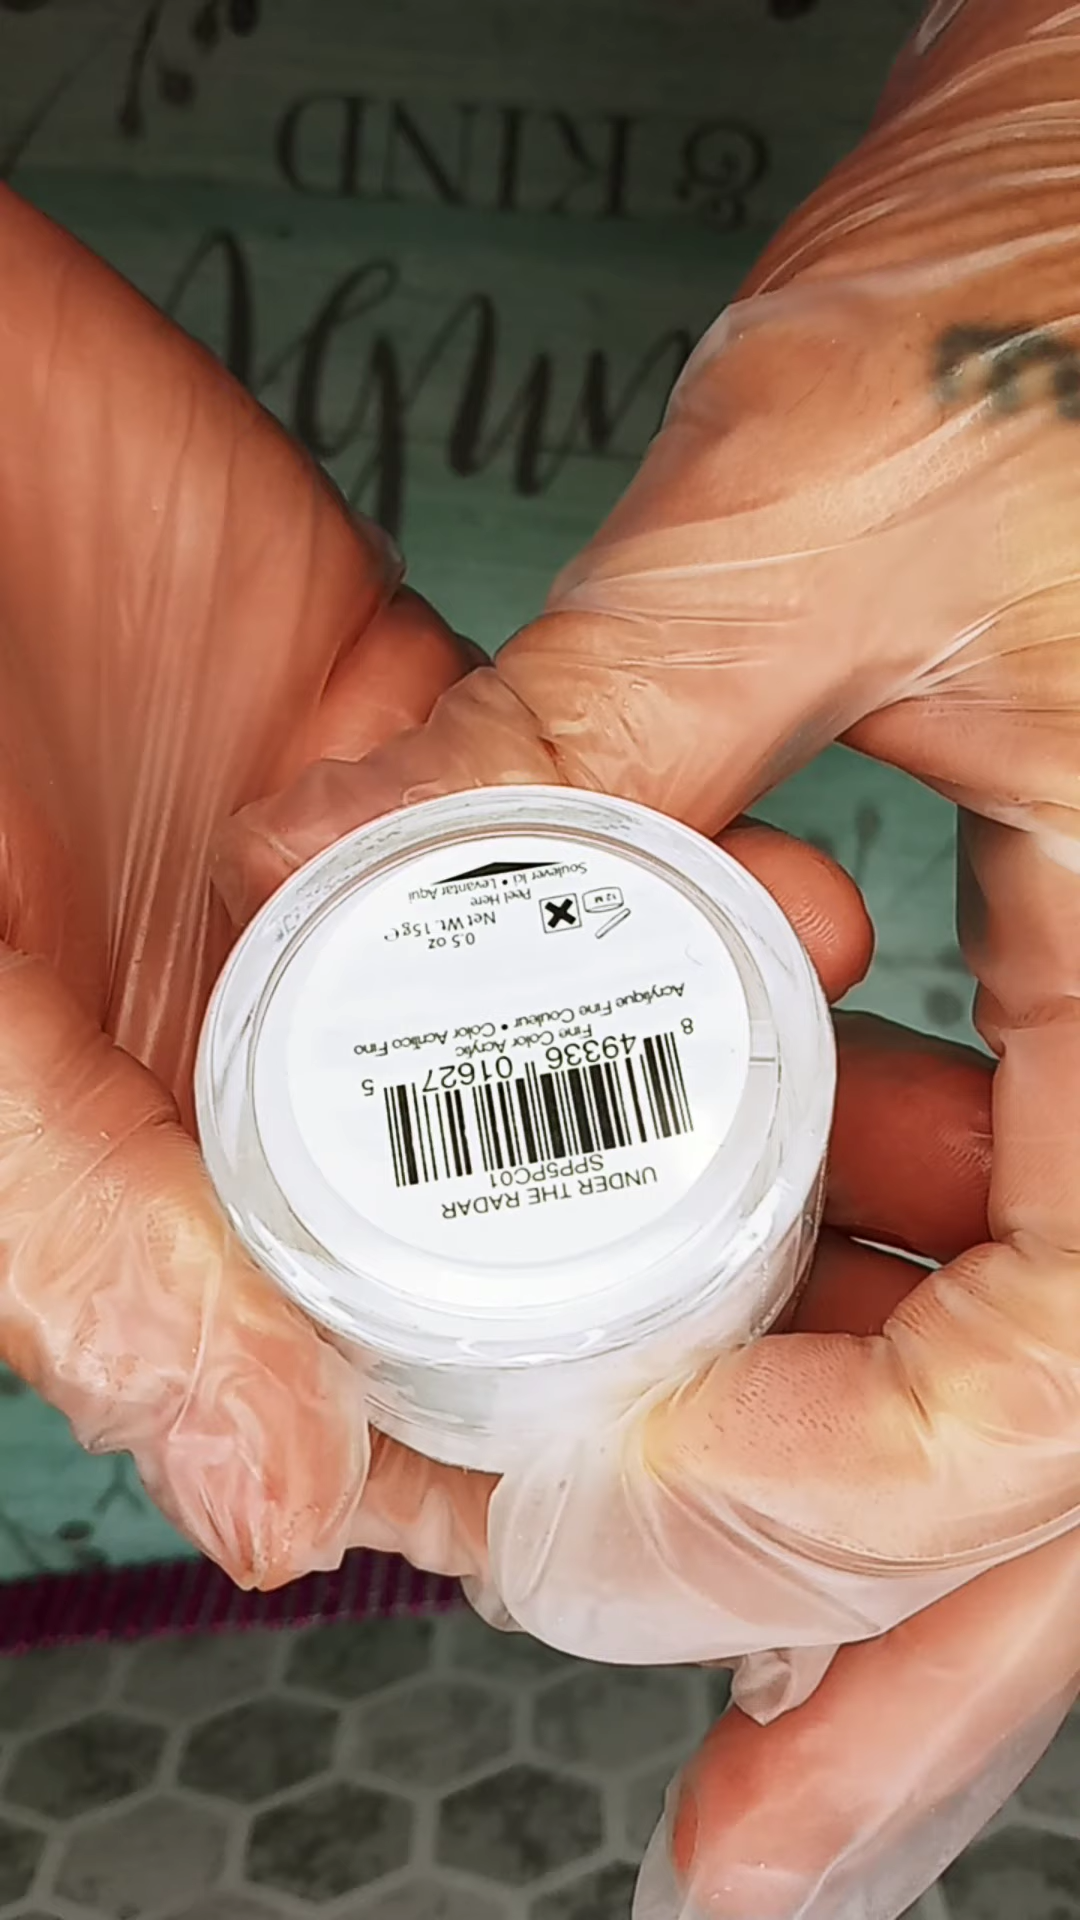 UNDER THE RADAR
SPP5PC01
8 49336 01627 5
Fine Color Acrylic
Acrylique Fine Couleur • Color Acrílico Fino
0.5 oz
Net Wt. 15g℮
12 M
Peel Here
Soulever Ici • Levantar Aqui
& KIND